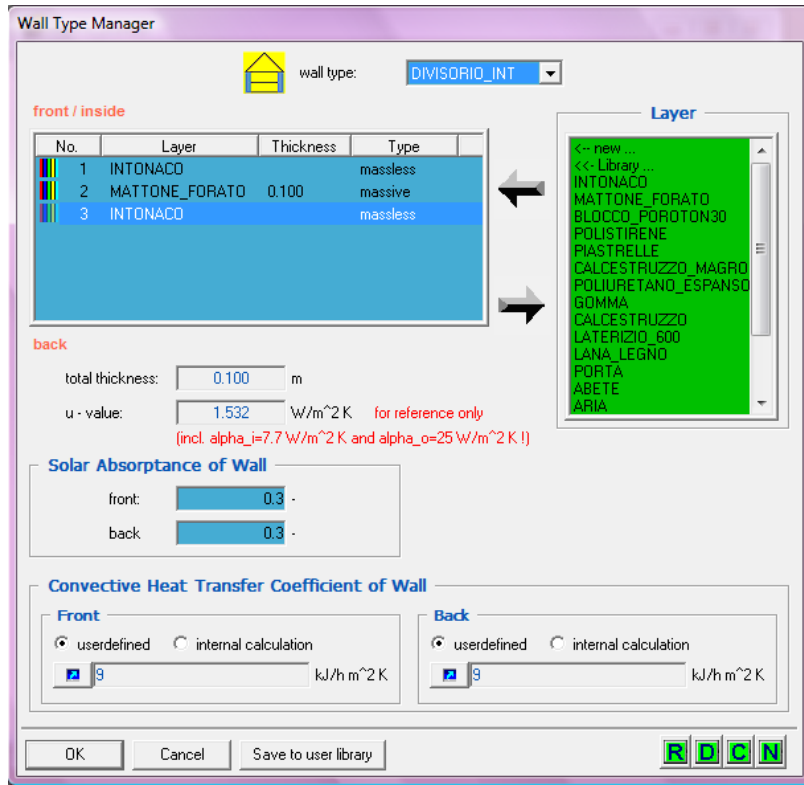 Wall Type Manager
wall type: DIVISORIO_INT
front / inside
No. Layer Thickness Type
1 INTONACO massless
2 MATTONE_FORATO 0.100 massive
3 INTONACO massless
Layer
<-- new ...
<<- Library ...
INTONACO
MATTONE_FORATO
BLOCCO_POROTON30
POLISTIRENE
PIASTRELLE
CALCESTRUZZO_MAGRO
POLIURETANO_ESPANSO
GOMMA
CALCESTRUZZO
LATERIZIO_600
LANA_LEGNO
PORTA
ABETE
ARIA
back
total thickness: 0.100 m
u - value: 1.532 W/m^2 K for reference only
(incl. alpha_i=7.7 W/m^2 K and alpha_o=25 W/m^2 K !)
Solar Absorptance of Wall
front: 0.3 -
back 0.3 -
Convective Heat Transfer Coefficient of Wall
Front
userdefined internal calculation
9 kJ/h m^2 K
Back
userdefined internal calculation
9 kJ/h m^2 K
OK Cancel Save to user library R D C N